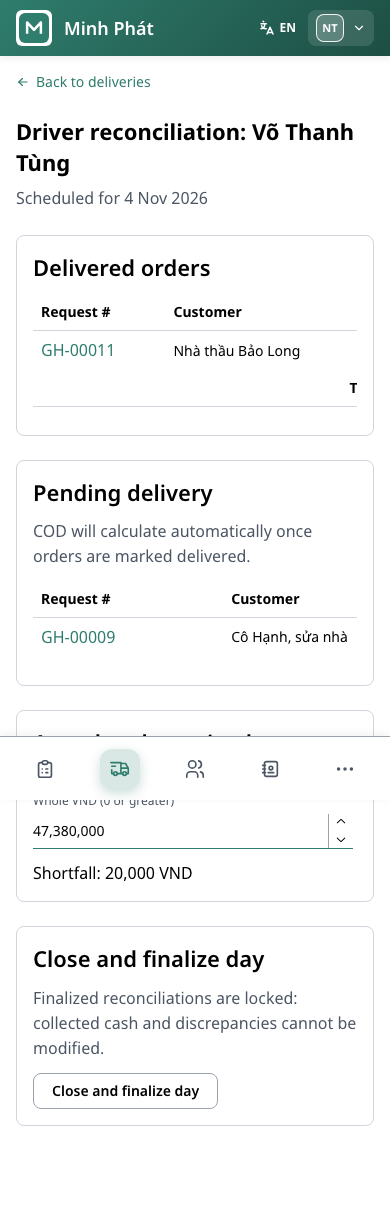 Minh Phát
EN
NT
Back to deliveries
Driver reconciliation: Võ Thanh
Tùng
Scheduled for 4 Nov 2026
Delivered orders
Request # Customer
GH-00011 Nhà thầu Bảo Long
T
Pending delivery
COD will calculate automatically once
orders are marked delivered.
Request # Customer
GH-00009 Cô Hạnh, sửa nhà
Whole VND (0 or greater)
47,380,000
Shortfall: 20,000 VND
Close and finalize day
Finalized reconciliations are locked:
collected cash and discrepancies cannot be
modified.
Close and finalize day